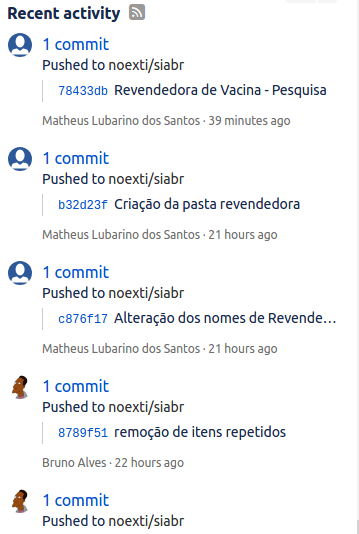 Recent activity
1 commit
Pushed to noexti/siabr
78433db Revendedora de Vacina - Pesquisa
Matheus Lubarino dos Santos · 39 minutes ago
1 commit
Pushed to noexti/siabr
b32d23f Criação da pasta revendedora
Matheus Lubarino dos Santos · 21 hours ago
1 commit
Pushed to noexti/siabr
c876f17 Alteração dos nomes de Revende…
Matheus Lubarino dos Santos · 21 hours ago
1 commit
Pushed to noexti/siabr
8789f51 remoção de itens repetidos
Bruno Alves · 22 hours ago
1 commit
Pushed to noexti/siabr